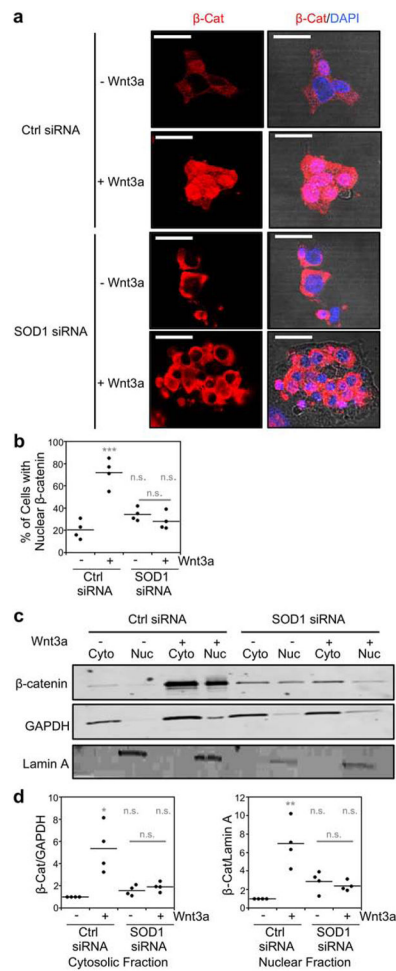 a
β-Cat β-Cat/DAPI
- Wnt3a
Ctrl siRNA
+ Wnt3a
- Wnt3a
SOD1 siRNA
+ Wnt3a
b
% of Cells with
Nuclear β-catenin
100
80
60
40
20
0
*** n.s. n.s.
n.s.
- + - + Wnt3a
Ctrl siRNA SOD1 siRNA
c
Ctrl siRNA SOD1 siRNA
Wnt3a - - + + - - + +
Cyto Nuc Cyto Nuc Cyto Nuc Cyto Nuc
β-catenin
GAPDH
Lamin A
d
β-Cat/GAPDH
10
8
6
4
2
0
* n.s. n.s.
n.s.
- + - + Wnt3a
Ctrl siRNA SOD1 siRNA
Cytosolic Fraction
β-Cat/Lamin A
12
10
8
6
4
2
0
** n.s. n.s.
n.s.
- + - + Wnt3a
Ctrl siRNA SOD1 siRNA
Nuclear Fraction